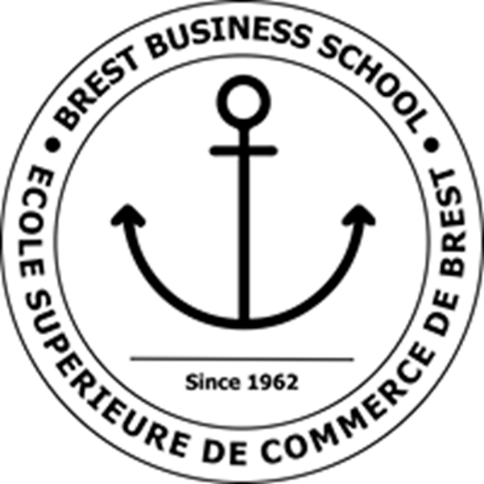 BREST BUSINESS SCHOOL
ECOLE SUPERIEURE DE COMMERCE DE BREST
Since 1962